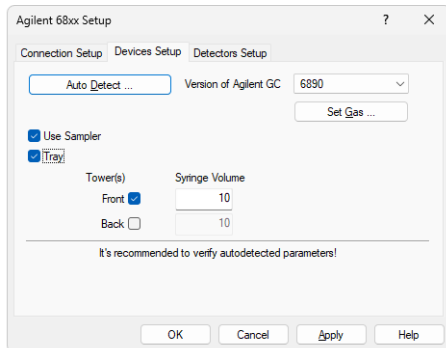 Agilent 68xx Setup ?
Connection Setup Devices Setup Detectors Setup
Auto Detect ... Version of Agilent GC 6890
Set Gas ...
Use Sampler
Tray
Tower(s) Syringe Volume
Front 10
Back 10
It's recommended to verify autodetected parameters!
OK Cancel Apply Help